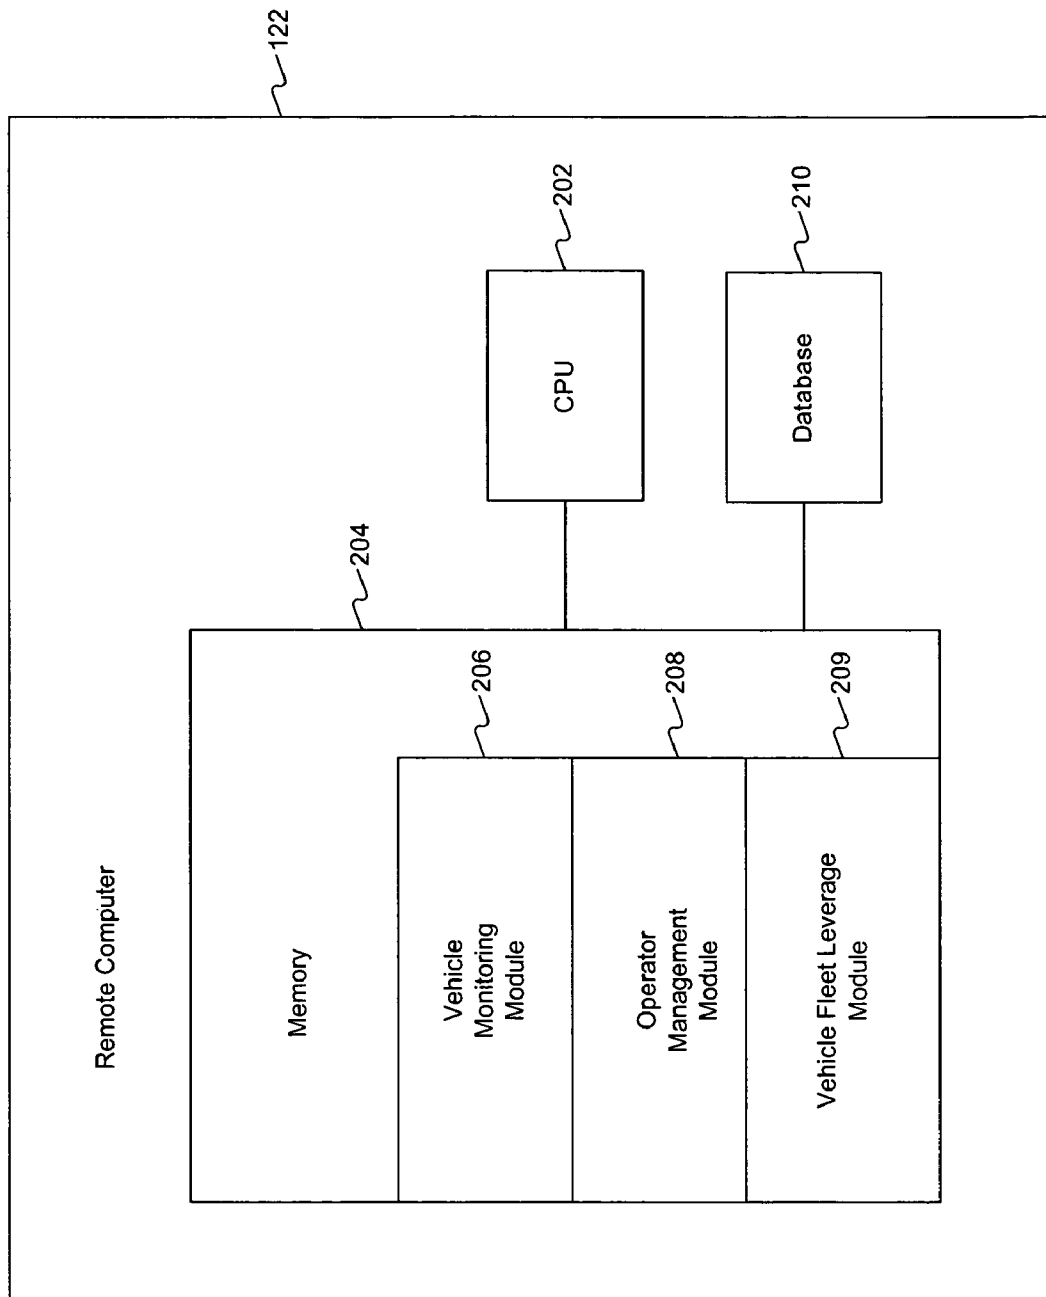 Remote Computer
122
204
Memory
206
Vehicle
Monitoring
Module
208
Operator
Management
Module
209
Vehicle Fleet Leverage
Module
202
CPU
210
Database